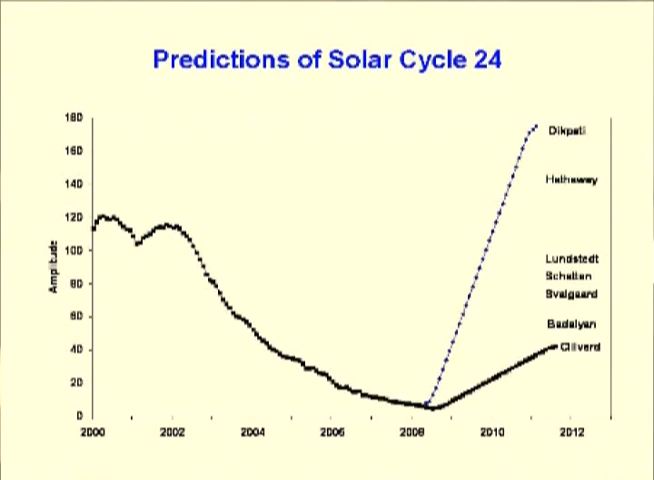 Predictions of Solar Cycle 24
180
160
140
120
100
80
60
40
20
0
Amplitude
Dikpati
Hathaway
Lundstedt
Schatten
Svalgaard
Badalyan
Cliverd
2000 2002 2004 2006 2008 2010 2012